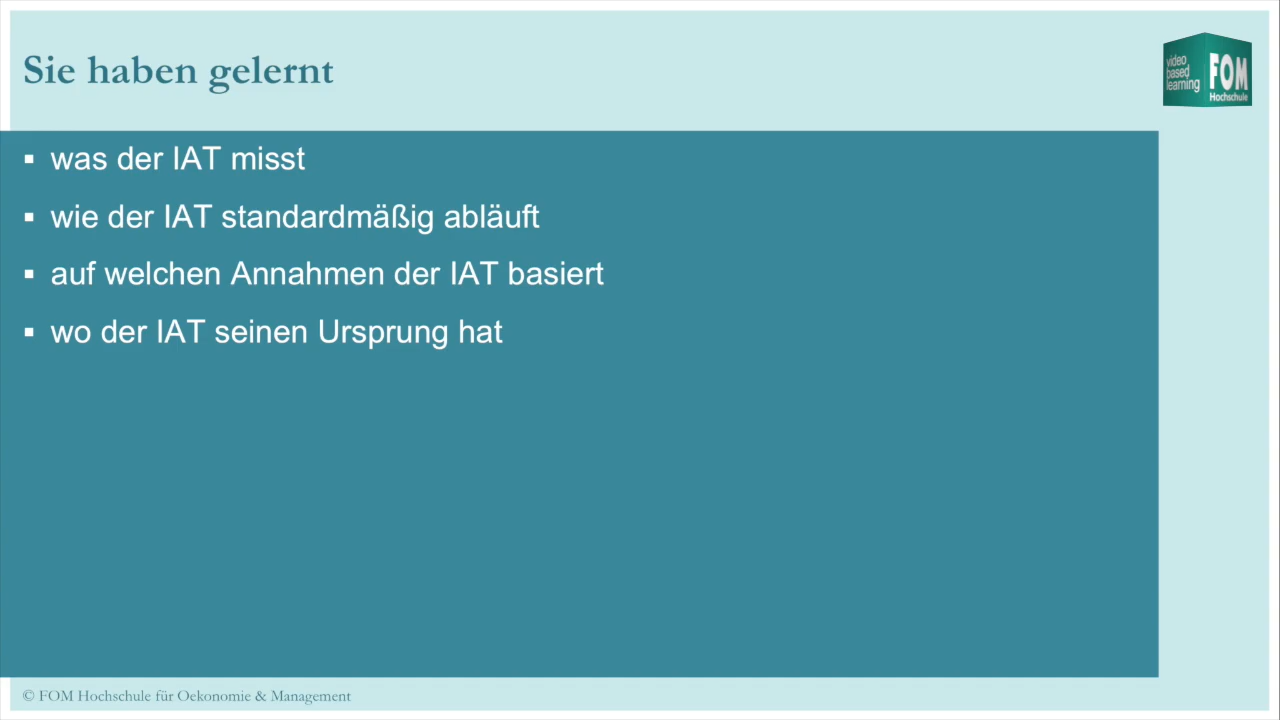 Sie haben gelernt
video
based
learning
FOM
Hochschule
▪ was der IAT misst
▪ wie der IAT standardmäßig abläuft
▪ auf welchen Annahmen der IAT basiert
▪ wo der IAT seinen Ursprung hat
© FOM Hochschule für Oekonomie & Management